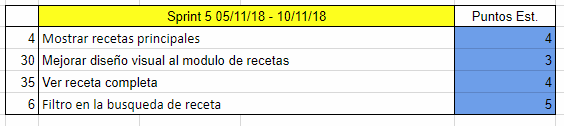 Sprint 5 05/11/18 - 10/11/18 Puntos Est.
4 Mostrar recetas principales 4
30 Mejorar diseño visual al modulo de recetas 3
35 Ver receta completa 4
6 Filtro en la busqueda de receta 5